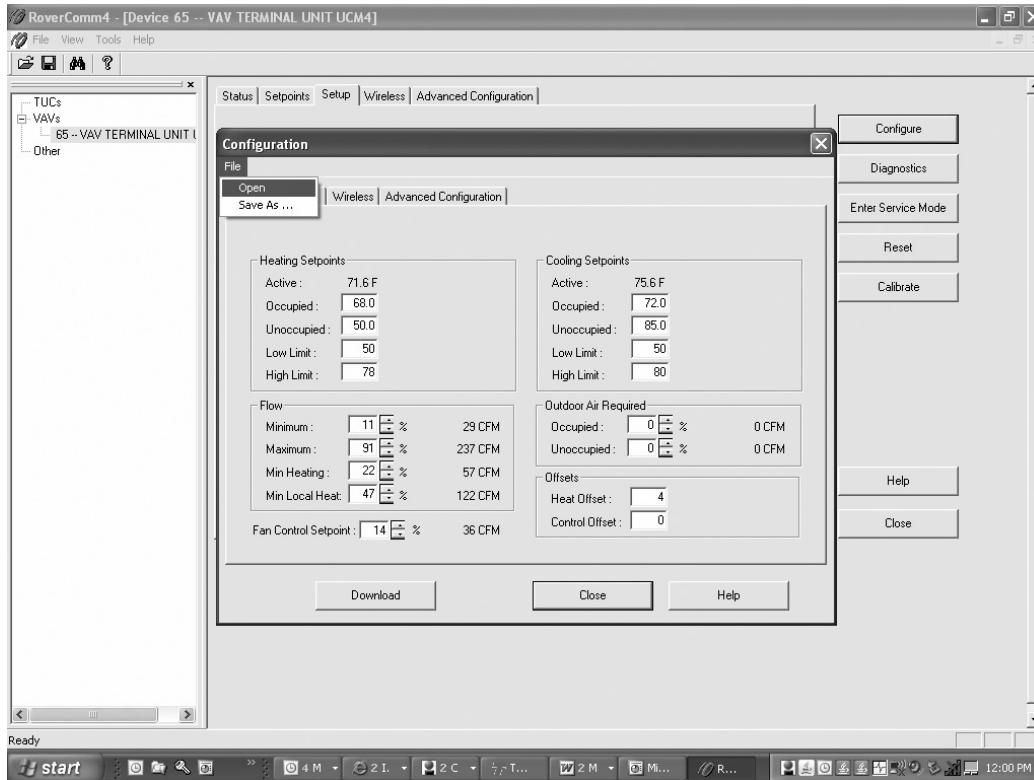 RoverComm4 - [Device 65 -- VAV TERMINAL UNIT UCM4]
File View Tools Help
TUCs
VAVs
65 -- VAV TERMINAL UNIT
Other
Status Setpoints Setup Wireless Advanced Configuration
Configure
Diagnostics
Enter Service Mode
Reset
Calibrate
Help
Close
Configuration
File
Open
Save As ...
Wireless Advanced Configuration
Heating Setpoints
Active : 71.6 F
Occupied : 68.0
Unoccupied : 50.0
Low Limit : 50
High Limit : 78
Cooling Setpoints
Active : 75.6 F
Occupied : 72.0
Unoccupied : 85.0
Low Limit : 50
High Limit : 80
Flow
Minimum : 11 % 29 CFM
Maximum : 91 % 237 CFM
Min Heating : 22 % 57 CFM
Min Local Heat: 47 % 122 CFM
Fan Control Setpoint : 14 % 36 CFM
Outdoor Air Required
Occupied : 0 % 0 CFM
Unoccupied : 0 % 0 CFM
Offsets
Heat Offset : 4
Control Offset : 0
Download Close Help
Ready
start 4 M 2 I. 2 C T... 2 M Mi... R... 12:00 PM